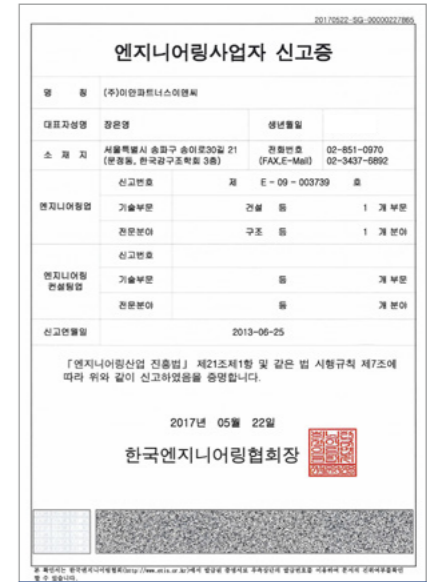 20170522-SG-00000227865
엔지니어링사업자 신고증
명 칭 (주)이안파트너스이앤씨
대표자성명 장은영 생년월일
소 재 지 서울특별시 송파구 송이로30길 21 (문정동, 한국강구조학회 3층) 전화번호 (FAX,E-Mail) 02-851-0970 02-3437-6892
엔지니어링업 신고번호 제 E - 09 - 003739 호
기술부문 건설 등 1 개 부문
전문분야 구조 등 1 개 분야
엔지니어링 컨설팅업 신고번호
기술부문 등 개 부문
전문분야 등 개 분야
신고연월일 2013-06-25
「엔지니어링산업 진흥법」 제21조제1항 및 같은 법 시행규칙 제7조에
따라 위와 같이 신고하였음을 증명합니다.
2017년 05월 22일
한국엔지니어링협회장